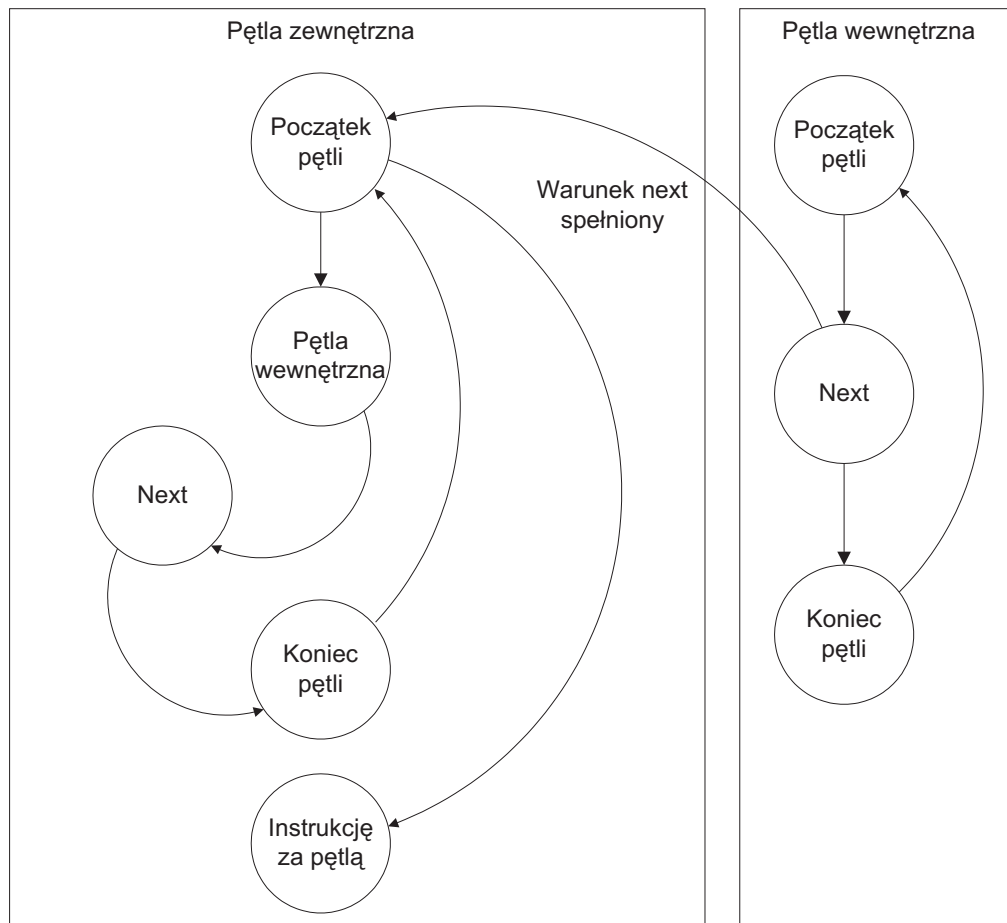 Pętla zewnętrzna
Początek
pętli
Pętla
wewnętrzna
Next
Koniec
pętli
Instrukcję
za pętlą
Warunek next
spełniony
Pętla wewnętrzna
Początek
pętli
Next
Koniec
pętli